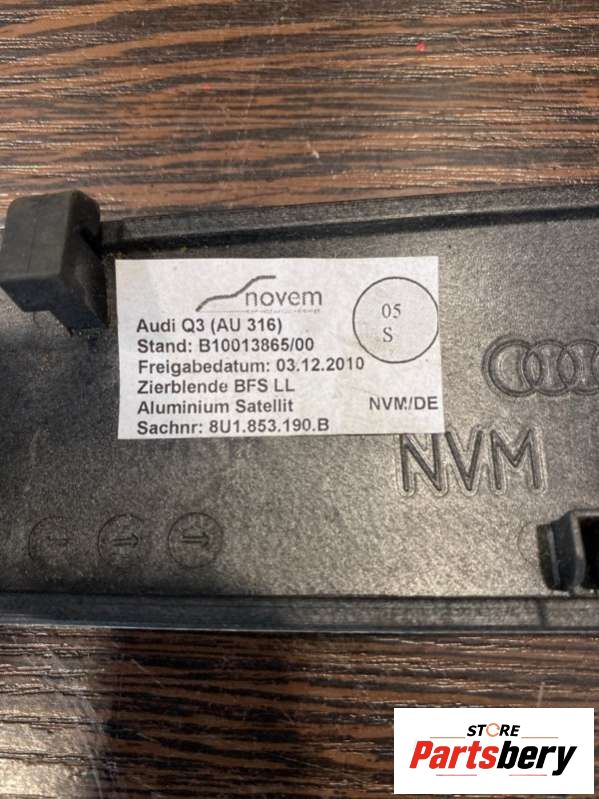 novem
05
S
Audi Q3 (AU 316)
Stand: B10013865/00
Freigabedatum: 03.12.2010
Zierblende BFS LL
Aluminium Satellit
NVM/DE
Sachnr: 8U1.853.190.B
NVM
STORE
Partsbery